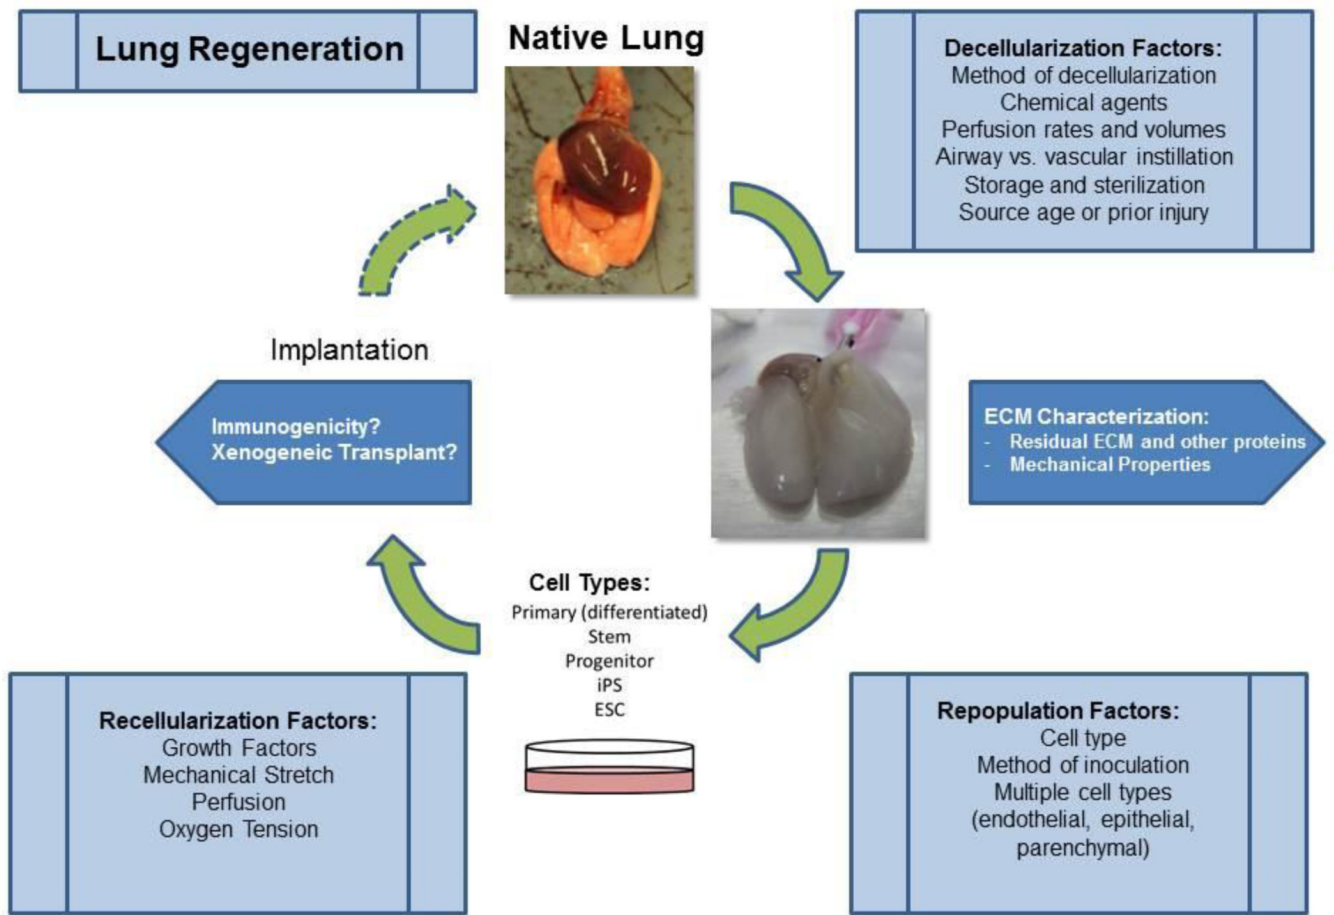 Lung Regeneration
Native Lung
Decellularization Factors:
Method of decellularization
Chemical agents
Perfusion rates and volumes
Airway vs. vascular instillation
Storage and sterilization
Source age or prior injury
Implantation
Immunogenicity?
Xenogeneic Transplant?
ECM Characterization:
- Residual ECM and other proteins
- Mechanical Properties
Cell Types:
Primary (differentiated)
Stem
Progenitor
iPS
ESC
Recellularization Factors:
Growth Factors
Mechanical Stretch
Perfusion
Oxygen Tension
Repopulation Factors:
Cell type
Method of inoculation
Multiple cell types
(endothelial, epithelial,
parenchymal)